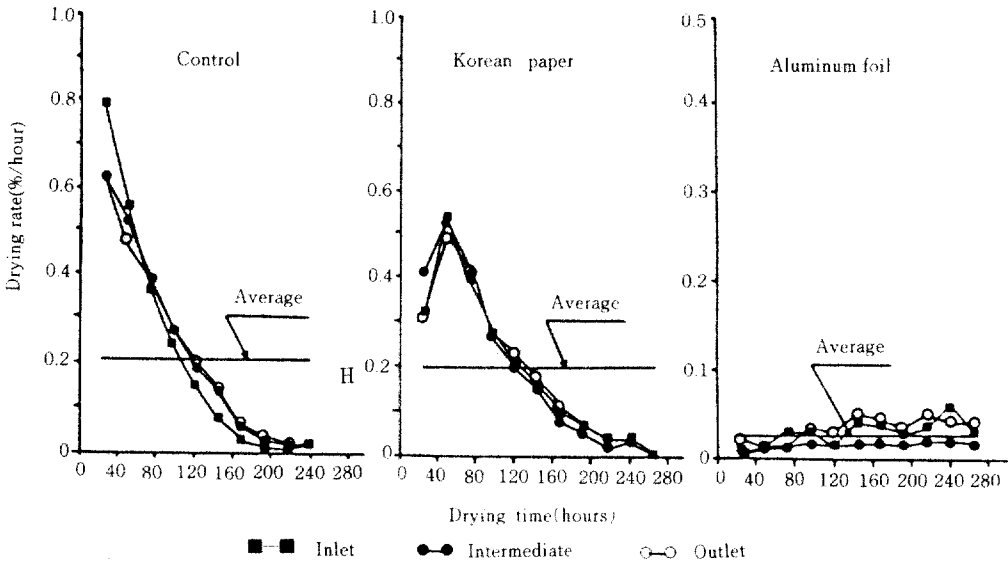 Drying rate(%/hour)
1.0
0.8
0.6
0.4
0.2
0
Control
Average
0 40 80 120 160 200 240 280
H
1.0
0.8
0.6
0.4
0.2
0
Korean paper
Average
0 40 80 120 160 200 240 280
0.5
0.4
0.3
0.2
0.1
0
Aluminum foil
Average
0 40 80 120 160 200 240 280
Drying time(hours)
Inlet Intermediate Outlet